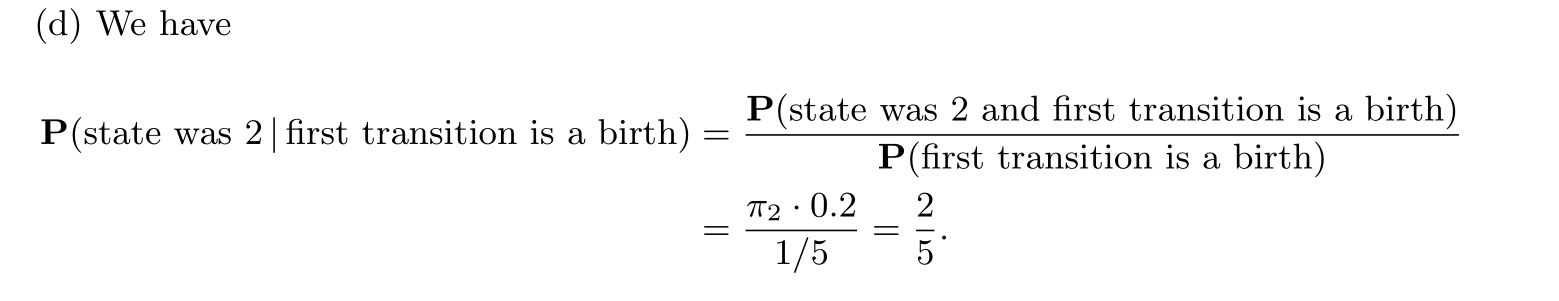 (d) We have
P(state was 2 | first transition is a birth) = P(state was 2 and first transition is a birth) / P(first transition is a birth)
= π₂ · 0.2 / 1/5 = 2/5.